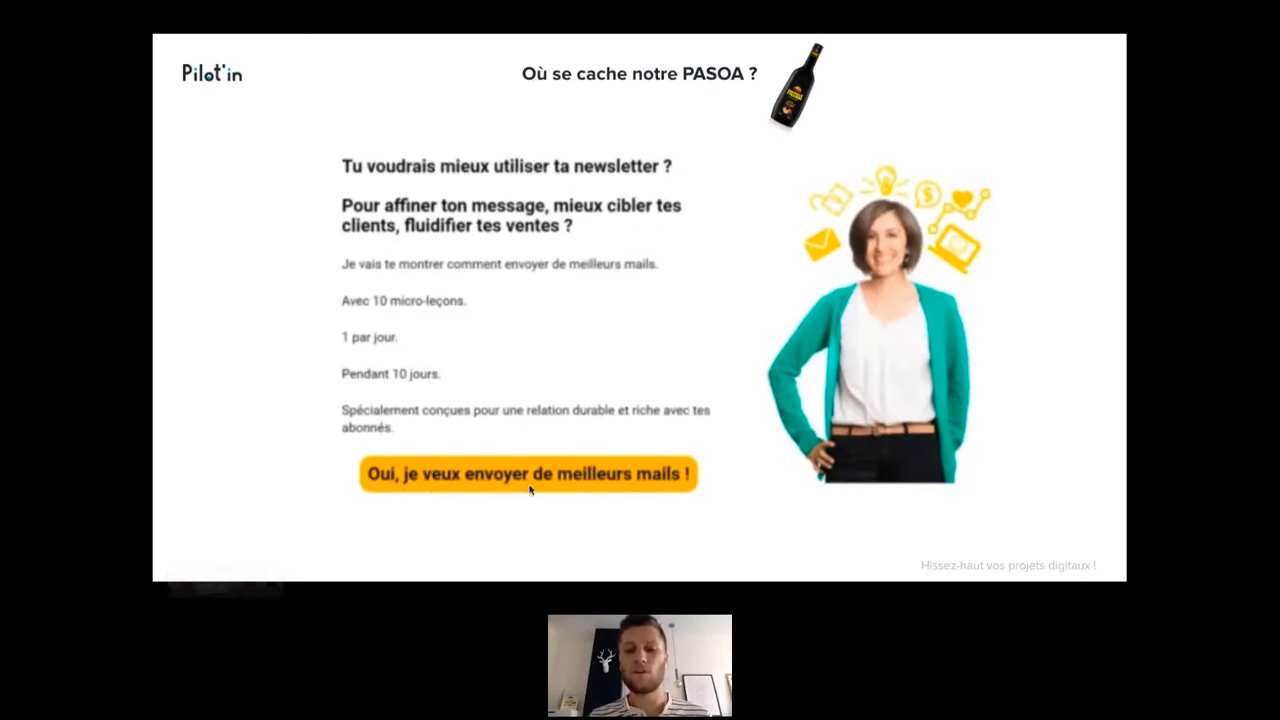 Pilot'in
Où se cache notre PASOA ?
Tu voudrais mieux utiliser ta newsletter ?
Pour affiner ton message, mieux cibler tes
clients, fluidifier tes ventes ?
Je vais te montrer comment envoyer de meilleurs mails.
Avec 10 micro-leçons.
1 par jour.
Pendant 10 jours.
Spécialement conçues pour une relation durable et riche avec tes
abonnés.
Oui, je veux envoyer de meilleurs mails !
Hissez-haut vos projets digitaux !